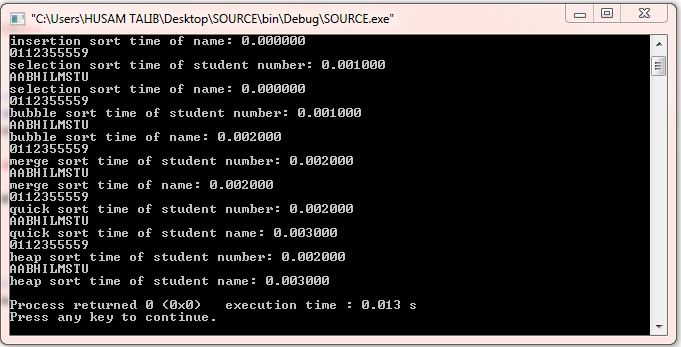 "C:\Users\HUSAM TALIB\Desktop\SOURCE\bin\Debug\SOURCE.exe"
insertion sort time of name: 0.000000
0112355559
selection sort time of student number: 0.001000
AABHILMSTU
selection sort time of name: 0.000000
0112355559
bubble sort time of student number: 0.001000
AABHILMSTU
bubble sort time of name: 0.002000
0112355559
merge sort time of student number: 0.002000
AABHILMSTU
merge sort time of name: 0.002000
0112355559
quick sort time of student number: 0.002000
AABHILMSTU
quick sort time of student name: 0.003000
0112355559
heap sort time of student number: 0.002000
AABHILMSTU
heap sort time of student name: 0.003000
Process returned 0 (0x0)   execution time : 0.013 s
Press any key to continue.